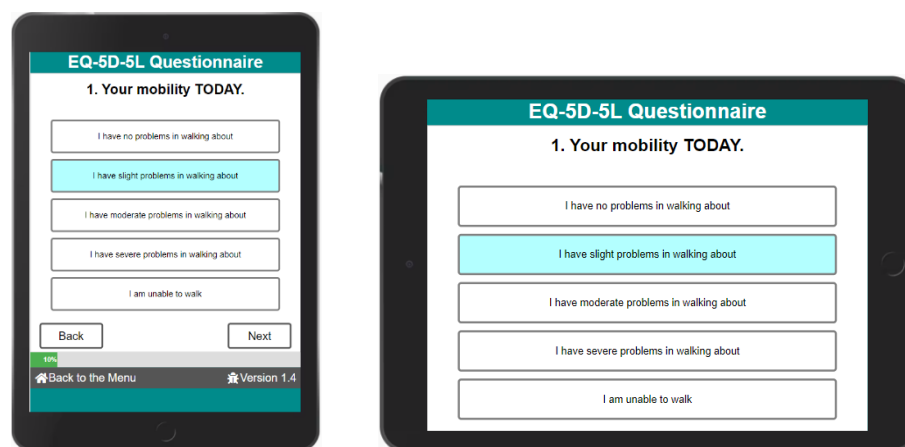 EQ-5D-5L Questionnaire
1. Your mobility TODAY.
I have no problems in walking about
I have slight problems in walking about
I have moderate problems in walking about
I have severe problems in walking about
I am unable to walk
Back Next
10%
Back to the Menu Version 1.4
EQ-5D-5L Questionnaire
1. Your mobility TODAY.
I have no problems in walking about
I have slight problems in walking about
I have moderate problems in walking about
I have severe problems in walking about
I am unable to walk